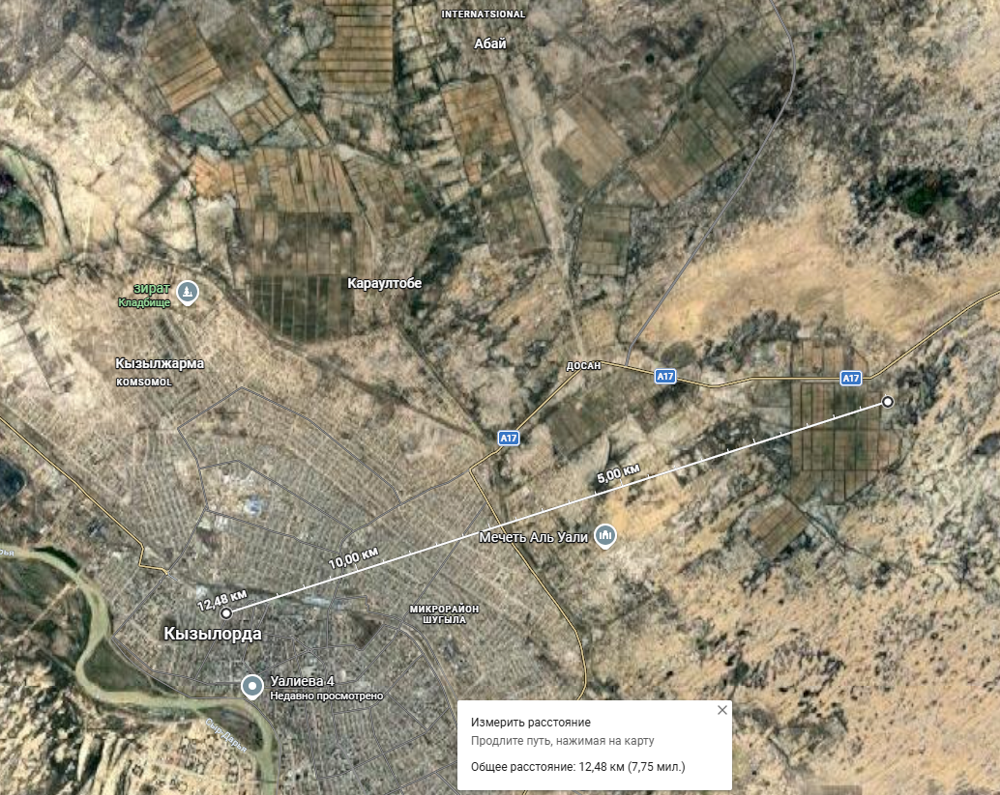 INTERNATSIONAL
Абай
зират
Кладбище
Караултобе
Кызылжарма
KOMSOMOL
ДОСАН
A17
A17
A17
5,00 км
Мечеть Аль Уали
10,00 км
12,48 км
МИКРОРАЙОН
ШУГЫЛА
Кызылорда
Уалиева 4
Недавно просмотрено
Сыр-Дарья
Измерить расстояние
Продлите путь, нажимая на карту
Общее расстояние: 12,48 км (7,75 мил.)